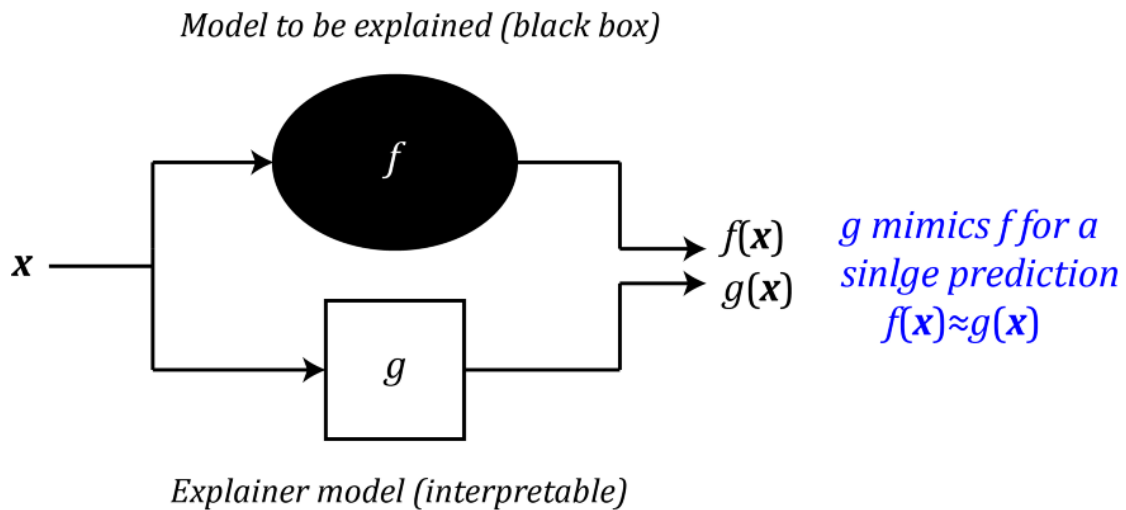 Model to be explained (black box)
f
x
f(x)
g(x)
g mimics f for a
sinlge prediction
f(x)≈g(x)
g
Explainer model (interpretable)